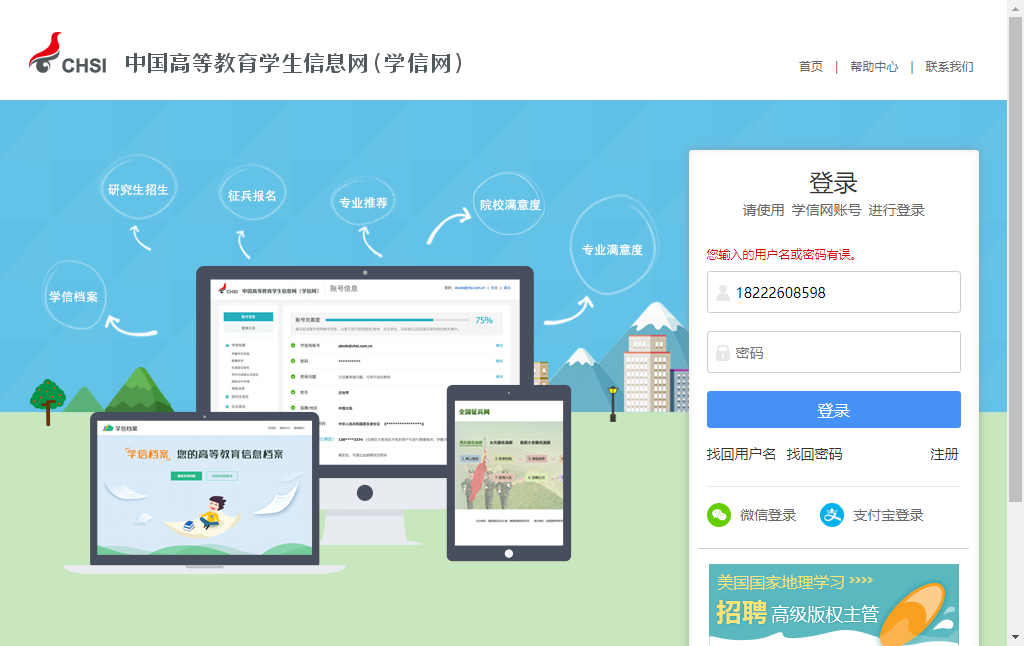 CHSI 中国高等教育学生信息网(学信网)
首页 | 帮助中心 | 联系我们
研究生招生
征兵报名
专业推荐
院校满意度
专业满意度
学信档案
登录
请使用 学信网账号 进行登录
您输入的用户名或密码有误。
18222608598
密码
登录
找回用户名 找回密码 注册
微信登录 支付宝登录
CHSI 中国高等教育学生信息网(学信网) 账号信息
75%
全国征兵网
学信档案
“学信档案” 您的高等教育信息档案
美国国家地理学习 >>>>
招聘 高级版权主管